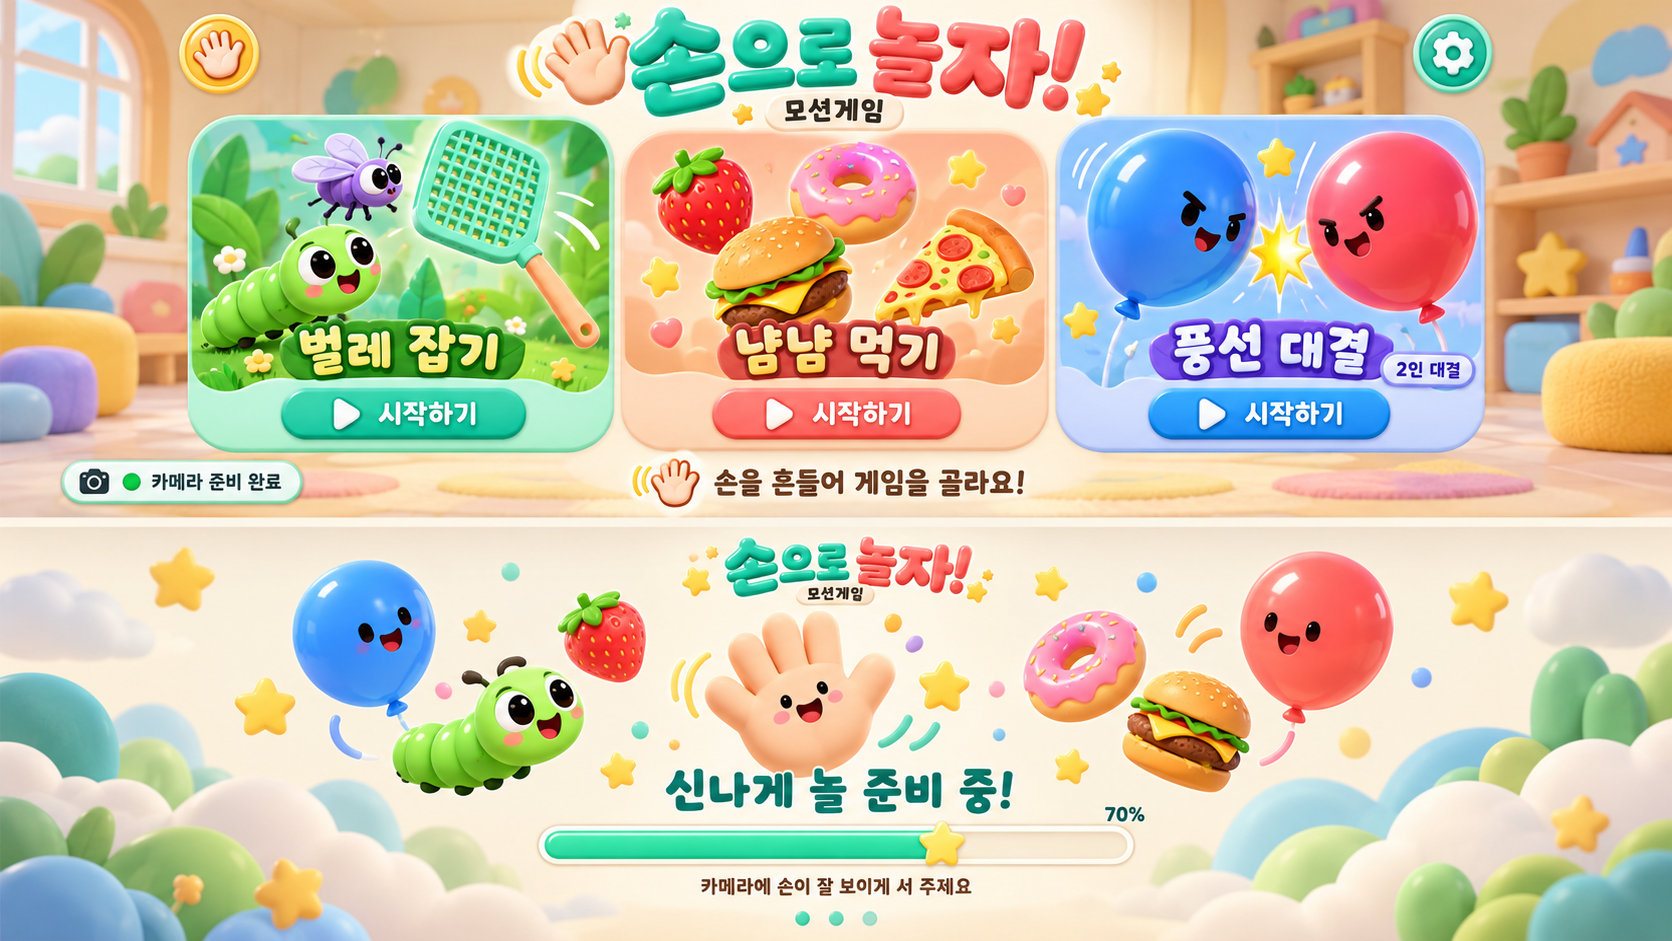 손으로 놀자!
모션게임
벌레 잡기
시작하기
냠냠 먹기
시작하기
풍선 대결
2인 대결
시작하기
카메라 준비 완료
손을 흔들어 게임을 골라요!
손으로 놀자!
모션게임
신나게 놀 준비 중!
70%
카메라에 손이 잘 보이게 서 주제요